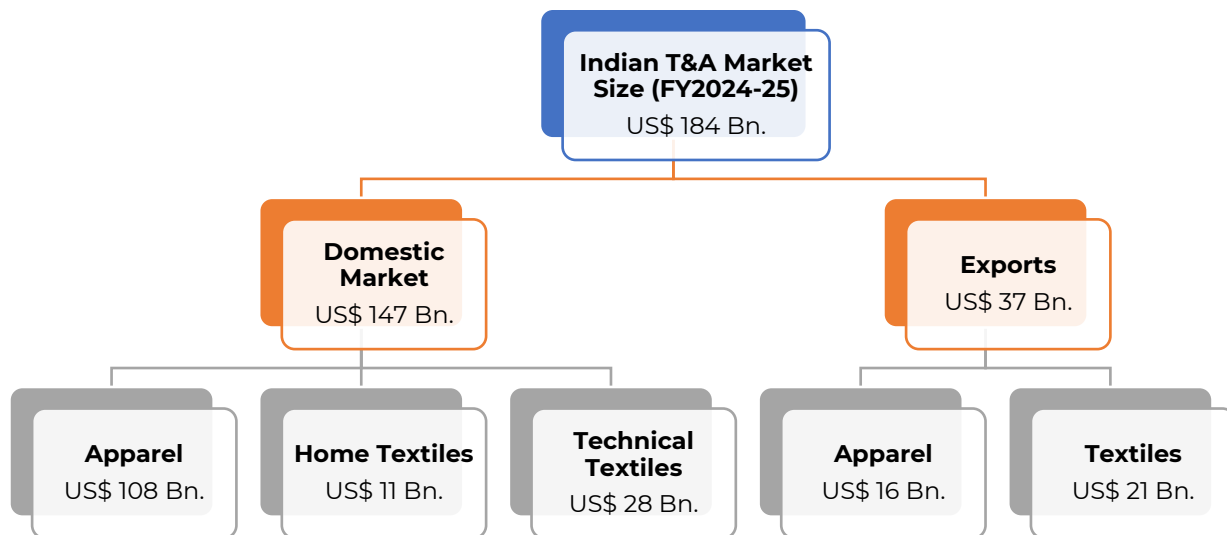 Indian T&A Market
Size (FY2024-25)
US$ 184 Bn.
Domestic
Market
US$ 147 Bn.
Exports
US$ 37 Bn.
Apparel
US$ 108 Bn.
Home Textiles
US$ 11 Bn.
Technical
Textiles
US$ 28 Bn.
Apparel
US$ 16 Bn.
Textiles
US$ 21 Bn.